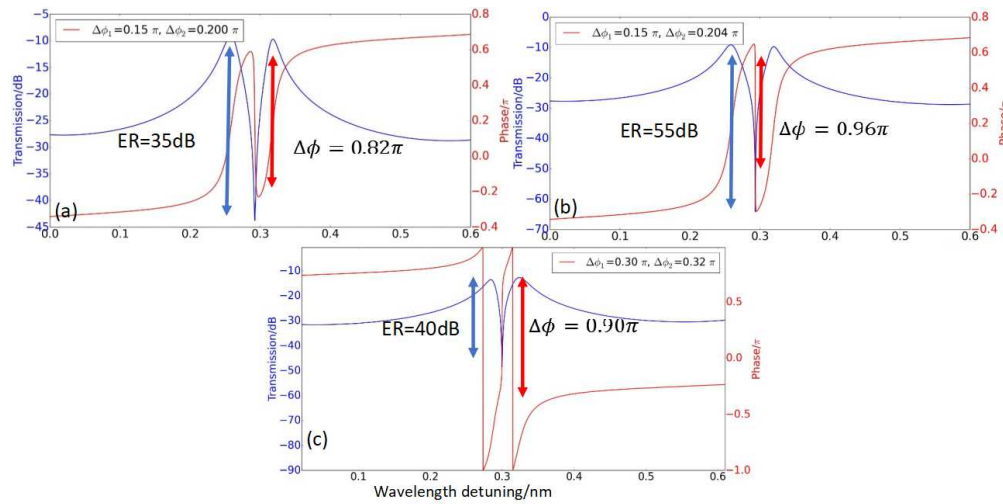 0.8
0.6
0.4
0.2
0.0
−0.2
−0.4
Phase/π
−5
−10
−15
−20
−25
−30
−35
−40
−45
Transmission/dB
Δϕ₁=0.15 π, Δϕ₂=0.200 π
ER=35dB
Δϕ = 0.82π
(a)
0.0 0.1 0.2 0.3 0.4 0.5 0.6
0
−10
−20
−30
−40
−50
−60
−70
Transmission/dB
0.8
0.6
0.4
0.2
0.0
−0.2
−0.4
Phase/π
Δϕ₁=0.15 π, Δϕ₂=0.204 π
ER=55dB
Δϕ = 0.96π
(b)
0.0 0.1 0.2 0.3 0.4 0.5 0.6
−10
−20
−30
−40
−50
−60
−70
−80
−90
Transmission/dB
0.5
0.0
−0.5
−1.0
Phase/π
Δϕ₁=0.30 π, Δϕ₂=0.32 π
ER=40dB
Δϕ = 0.90π
(c)
0.1 0.2 0.3 0.4 0.5 0.6
Wavelength detuning/nm